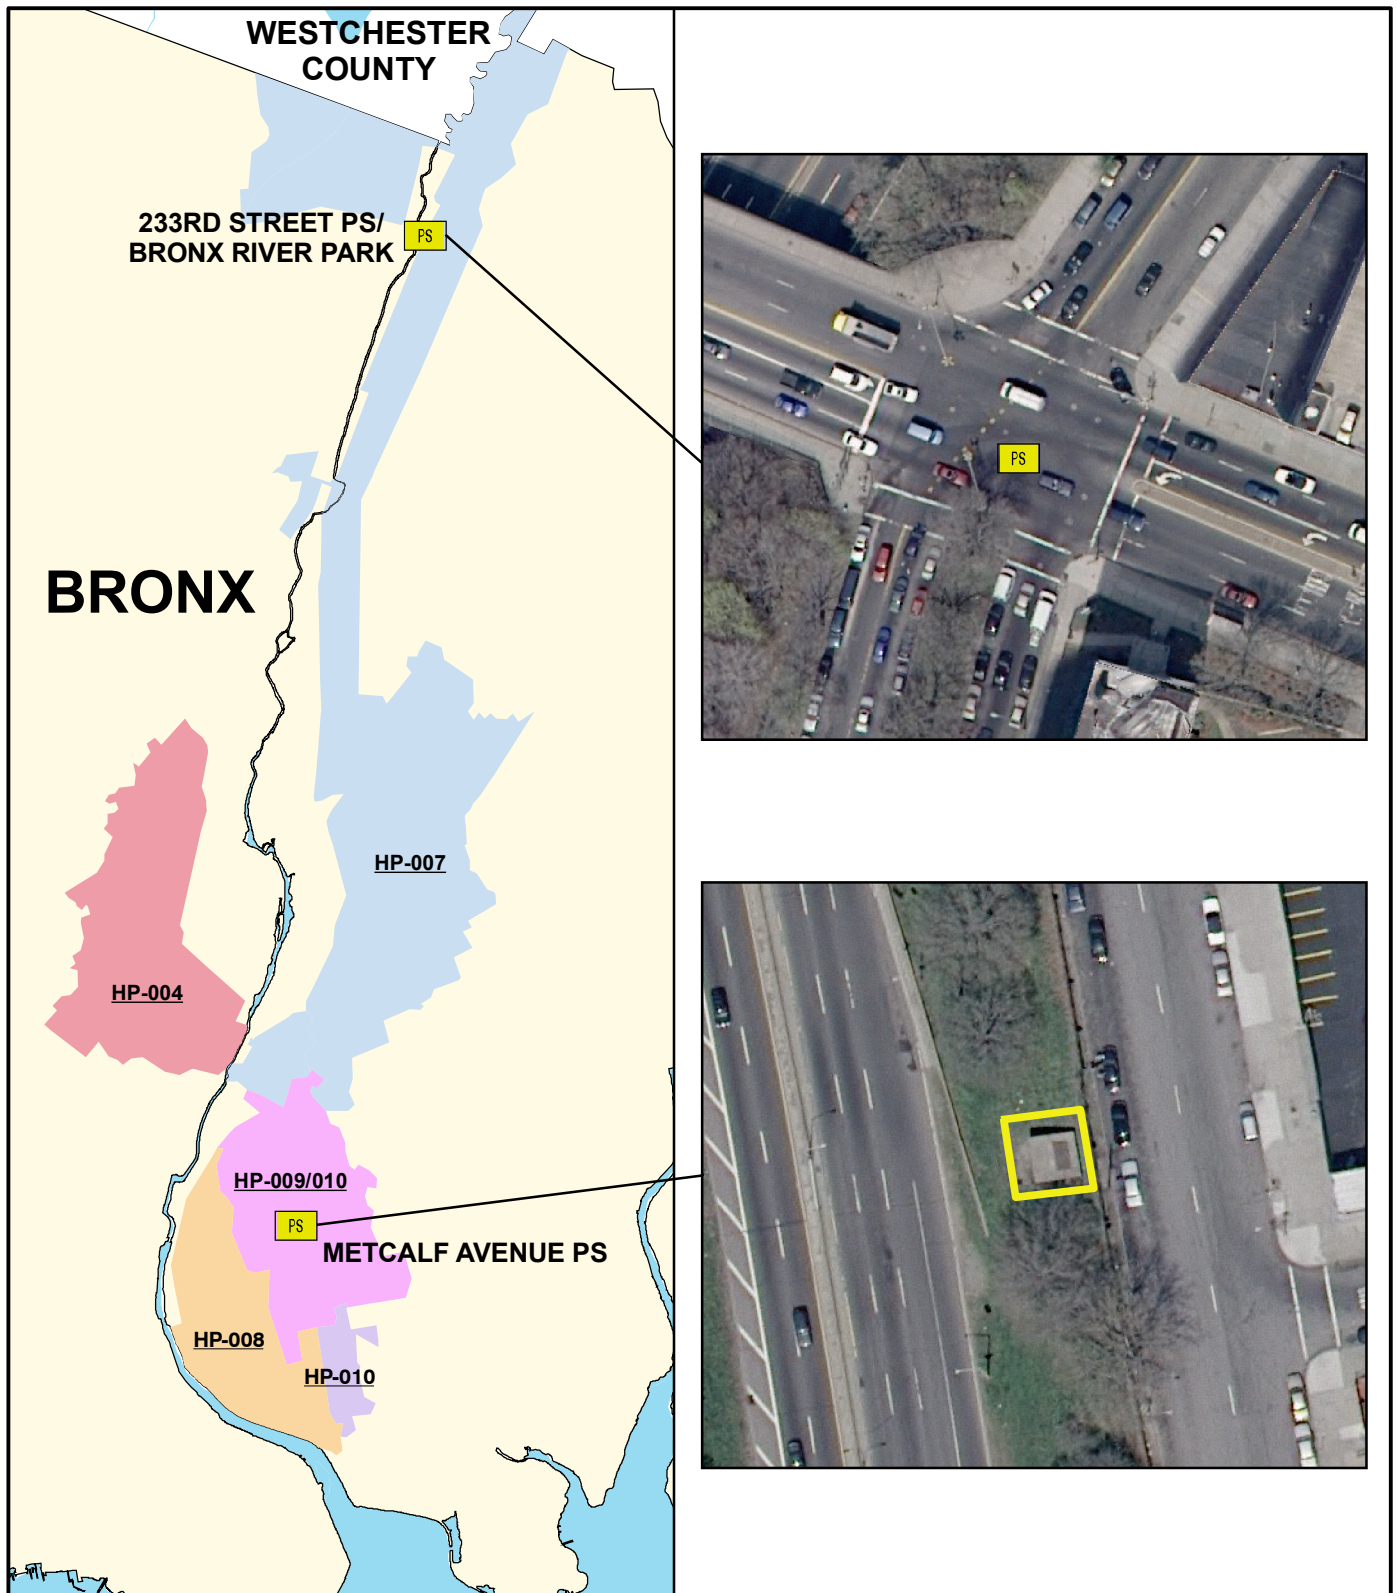 WESTCHESTER
COUNTY
233RD STREET PS/
BRONX RIVER PARK
PS
PS
BRONX
HP-007
HP-004
HP-009/010
PS
METCALF AVENUE PS
HP-008
HP-010